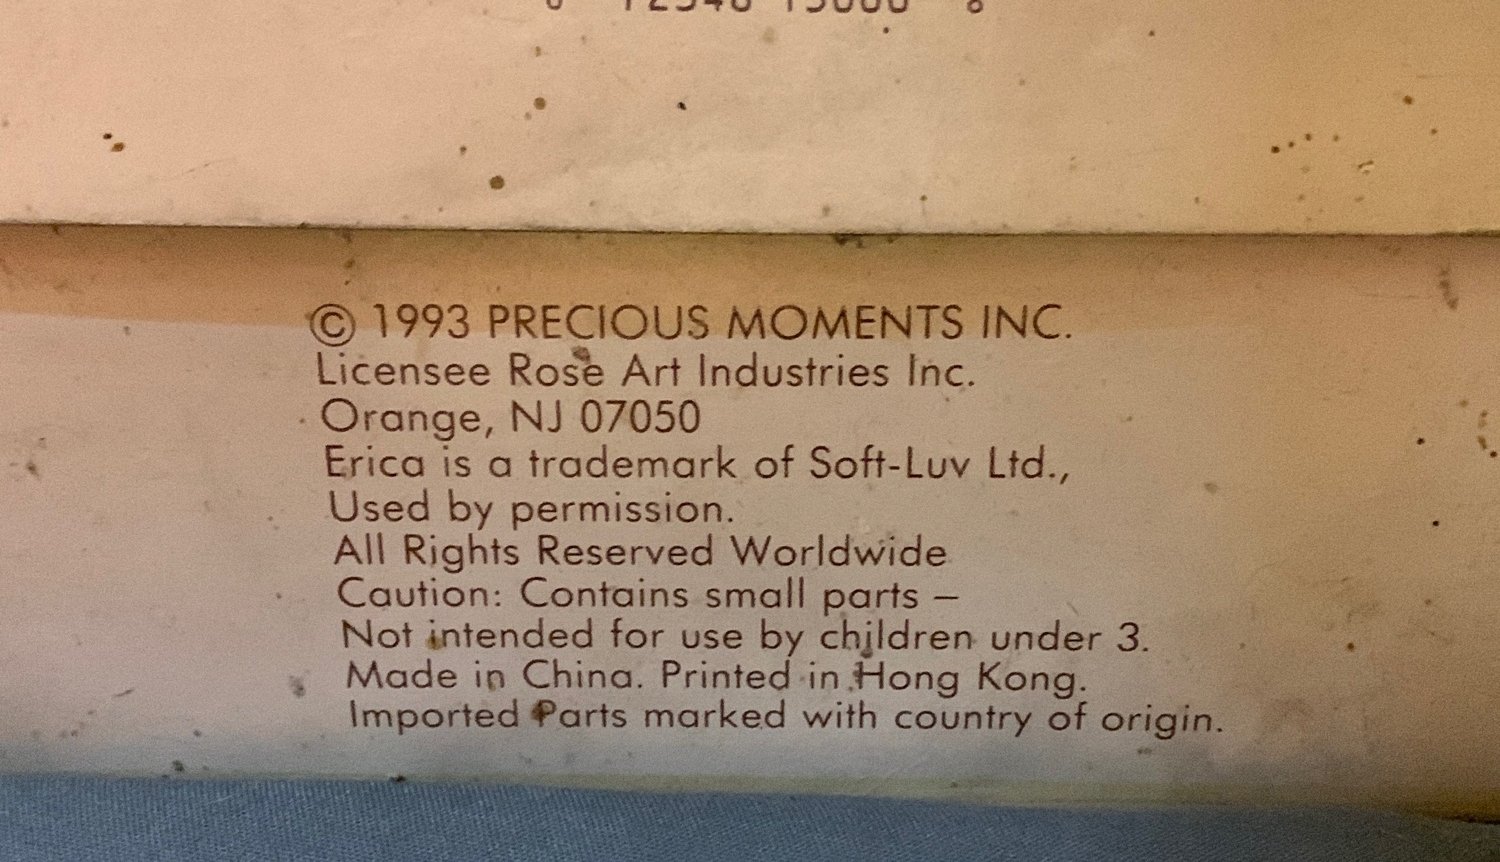 © 1993 PRECIOUS MOMENTS INC.
Licensee Rose Art Industries Inc.
Orange, NJ 07050
Erica is a trademark of Soft-Luv Ltd.,
Used by permission.
All Rights Reserved Worldwide
Caution: Contains small parts –
Not intended for use by children under 3.
Made in China. Printed in Hong Kong.
Imported Parts marked with country of origin.